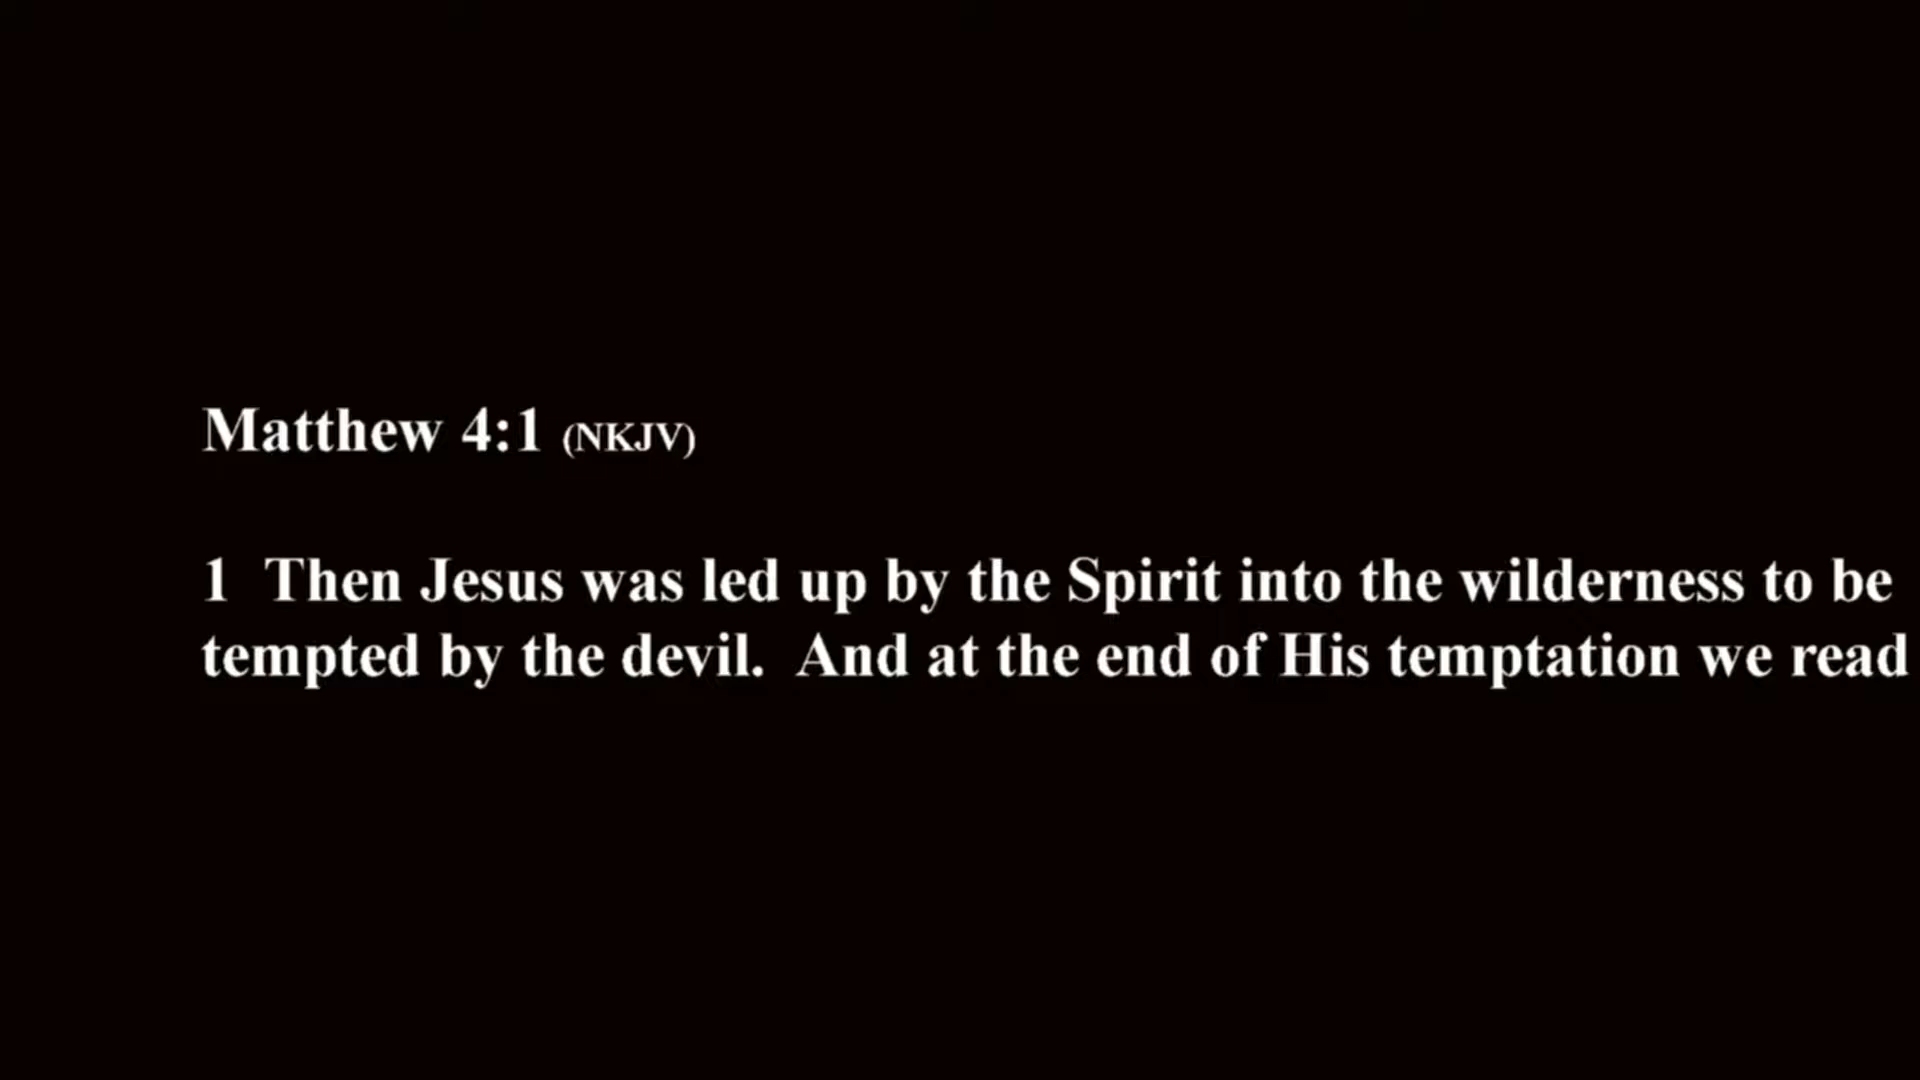 Matthew 4:1 (NKJV)
1 Then Jesus was led up by the Spirit into the wilderness to be
tempted by the devil. And at the end of His temptation we read